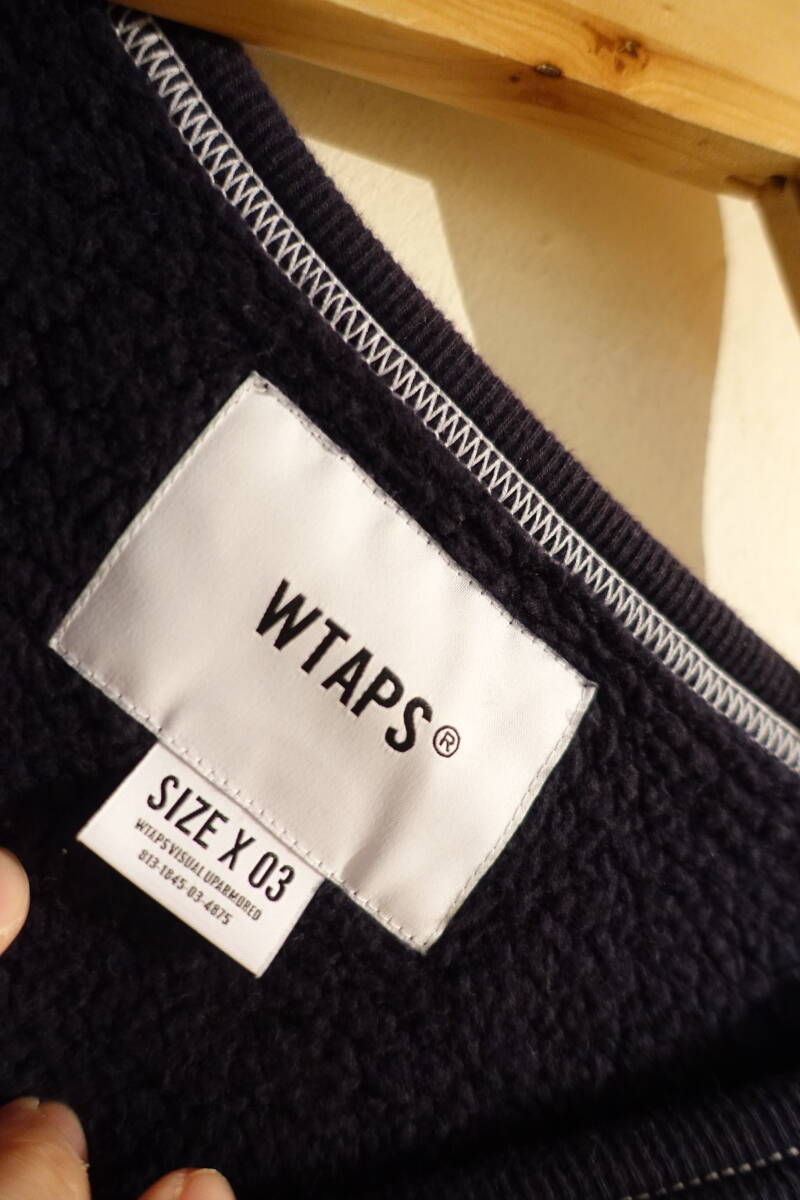 WTAPS®
SIZE X 03
WTAPS VISUAL UPARMORED
813-1845-03-4875